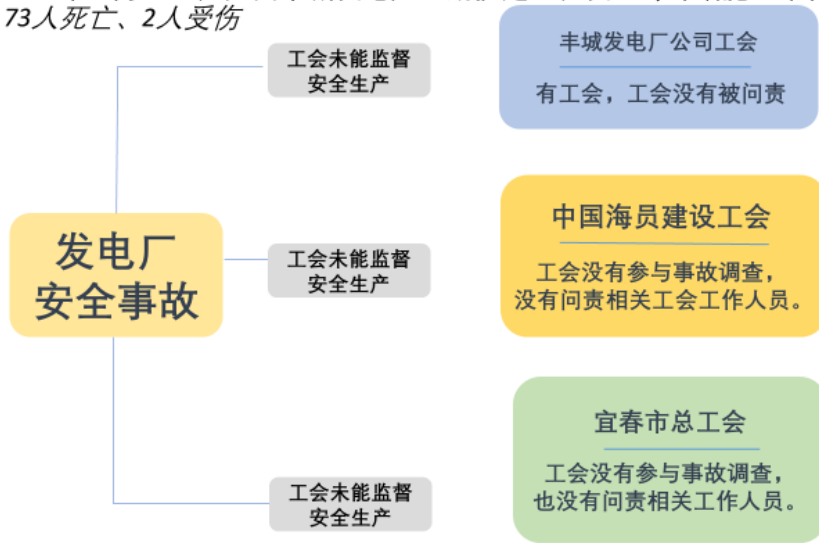 73人死亡、2人受伤
工会未能监督
安全生产
丰城发电厂公司工会
有工会，工会没有被问责
发电厂
安全事故
工会未能监督
安全生产
中国海员建设工会
工会没有参与事故调查，
没有问责相关工会工作人员。
工会未能监督
安全生产
宜春市总工会
工会没有参与事故调查，
也没有问责相关工作人员。